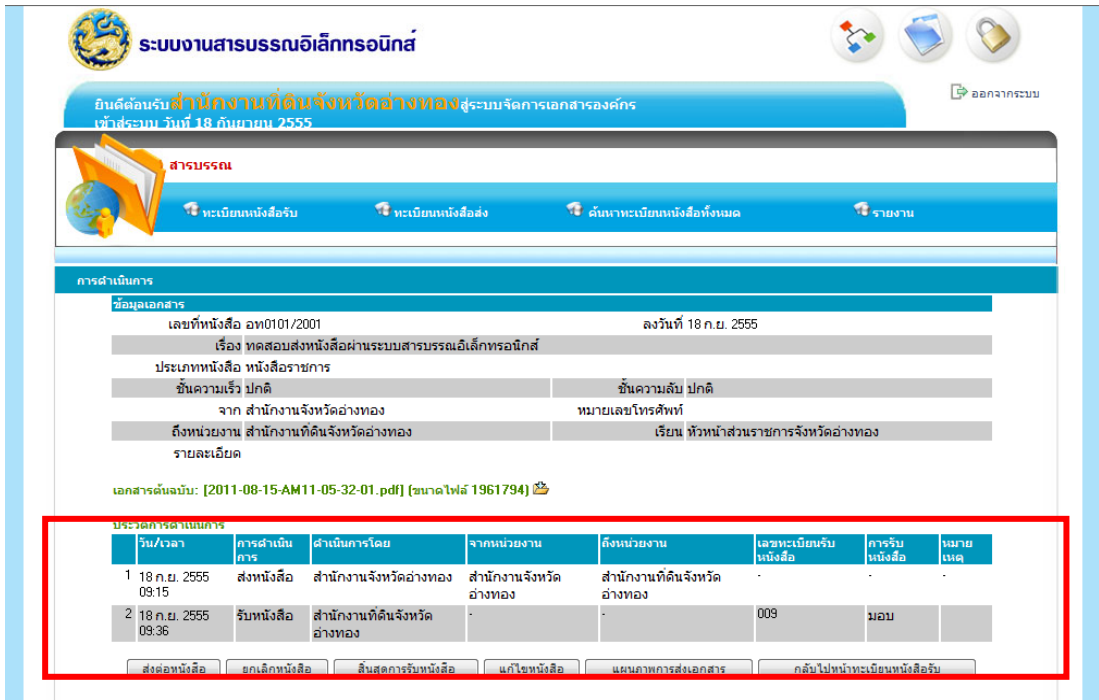 ระบบงานสารบรรณอิเล็กทรอนิกส์
ออกจากระบบ
ยินดีต้อนรับสำนักงานที่ดินจังหวัดอ่างทองสู่ระบบจัดการเอกสารองค์กร
เข้าสู่ระบบ วันที่ 18 กันยายน 2555
สารบรรณ
ทะเบียนหนังสือรับ ทะเบียนหนังสือส่ง ค้นหาทะเบียนหนังสือทั้งหมด รายงาน
การดำเนินการ
ข้อมูลเอกสาร
เลขที่หนังสือ อท0101/2001 ลงวันที่ 18 ก.ย. 2555
เรื่อง ทดสอบส่งหนังสือผ่านระบบสารบรรณอิเล็กทรอนิกส์
ประเภทหนังสือ หนังสือราชการ
ชั้นความเร็ว ปกติ ชั้นความลับ ปกติ
จาก สำนักงานจังหวัดอ่างทอง หมายเลขโทรศัพท์
ถึงหน่วยงาน สำนักงานที่ดินจังหวัดอ่างทอง เรียน หัวหน้าส่วนราชการจังหวัดอ่างทอง
รายละเอียด
เอกสารต้นฉบับ: [2011-08-15-AM11-05-32-01.pdf] (ขนาดไฟล์ 1961794)
ประวัติการดำเนินการ
วัน/เวลา การดำเนิน ดำเนินการโดย จากหน่วยงาน ถึงหน่วยงาน เลขทะเบียนรับ การรับ หมาย
การ หนังสือ หนังสือ เหตุ
1 18 ก.ย. 2555 ส่งหนังสือ สำนักงานจังหวัดอ่างทอง สำนักงานจังหวัด สำนักงานที่ดินจังหวัด - - -
09:15 อ่างทอง อ่างทอง
2 18 ก.ย. 2555 รับหนังสือ สำนักงานที่ดินจังหวัด - - 009 มอบ
09:36 อ่างทอง
ส่งต่อหนังสือ ยกเลิกหนังสือ สิ้นสุดการรับหนังสือ แก้ไขหนังสือ แผนภาพการส่งเอกสาร กลับไปหน้าทะเบียนหนังสือรับ